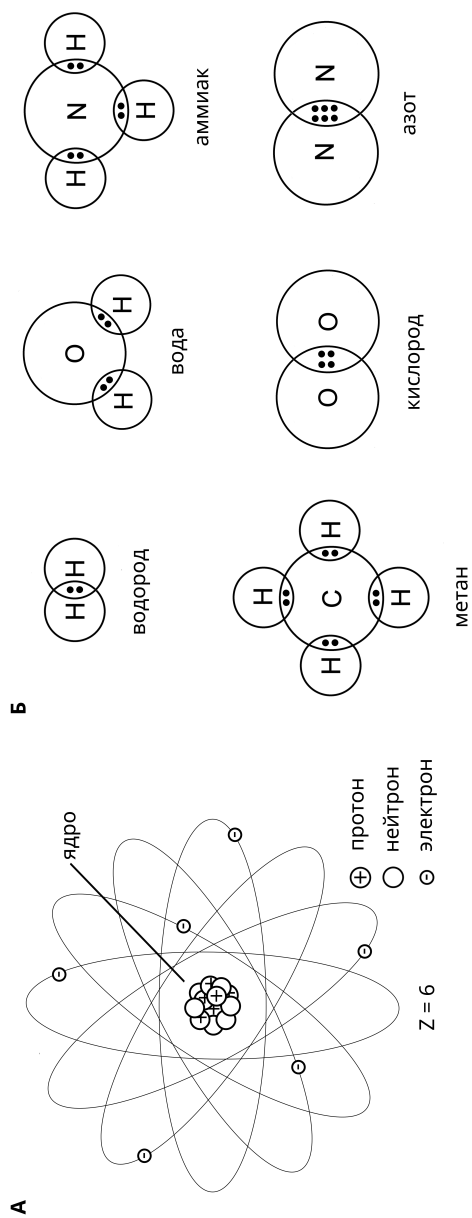 А
ядро
протон
нейтрон
электрон
Z = 6
Б
H H
водород
O
H H
вода
H N H
H
аммиак
H
H C H
H
метан
O O
кислород
N N
азот